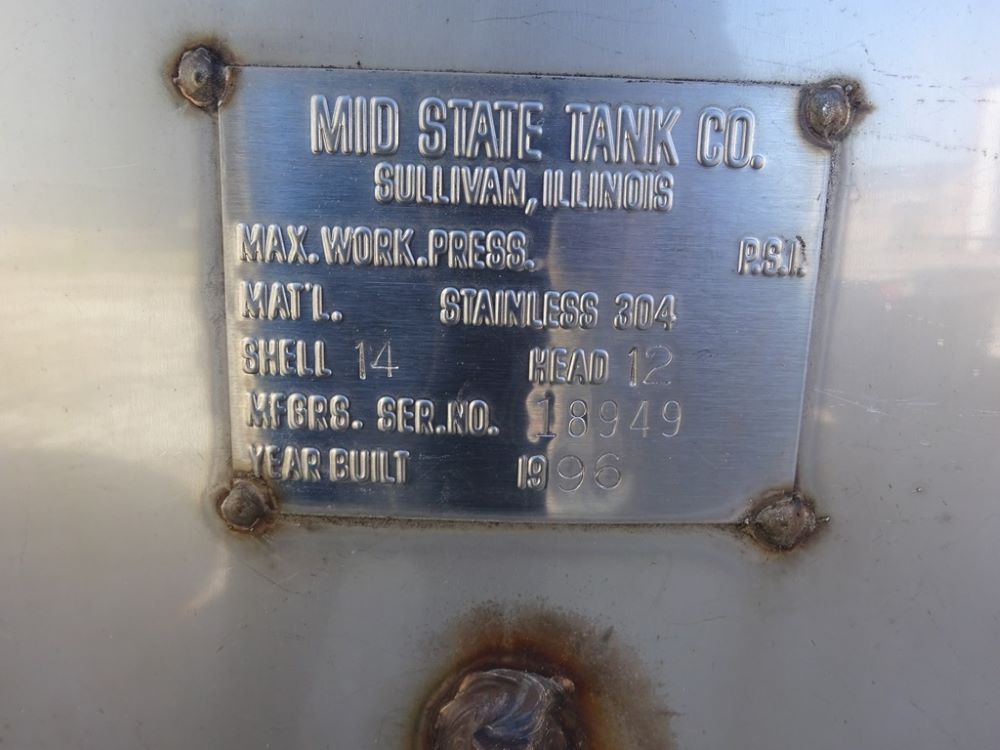 MID STATE TANK CO.
SULLIVAN, ILLINOIS
MAX. WORK. PRESS. P.S.I.
MAT'L. STAINLESS 304
SHELL 14 HEAD 12
MFGRS. SER. NO. 18949
YEAR BUILT 1996